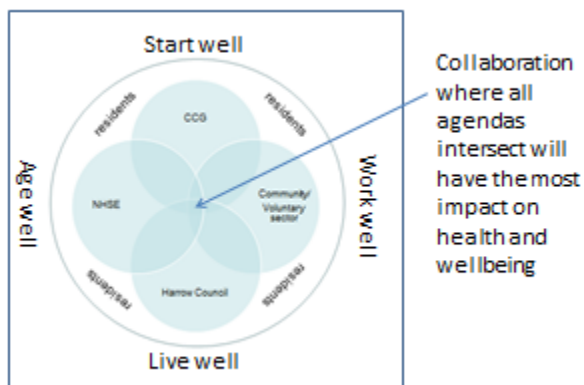 Start well
residents
residents
CCG
Age well
NHSE
Community/
Voluntary
sector
Work well
residents
residents
Harrow Council
Live well
Collaboration
where all
agendas
intersect will
have the most
impact on
health and
wellbeing